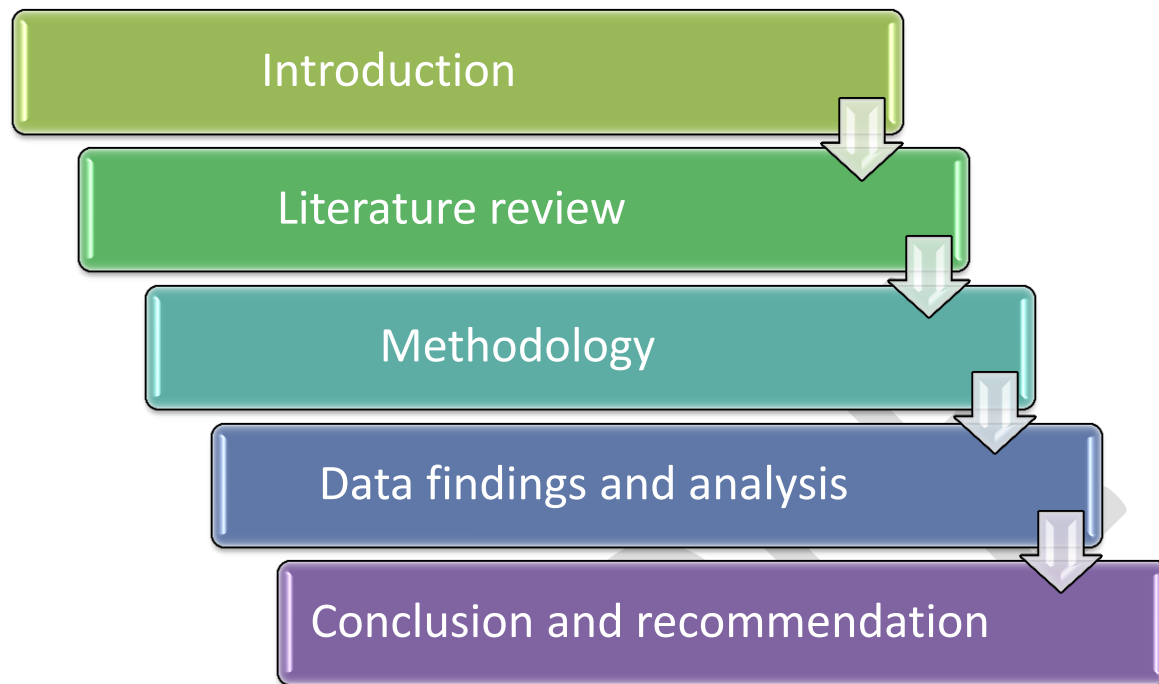 Introduction
Literature review
Methodology
Data findings and analysis
Conclusion and recommendation